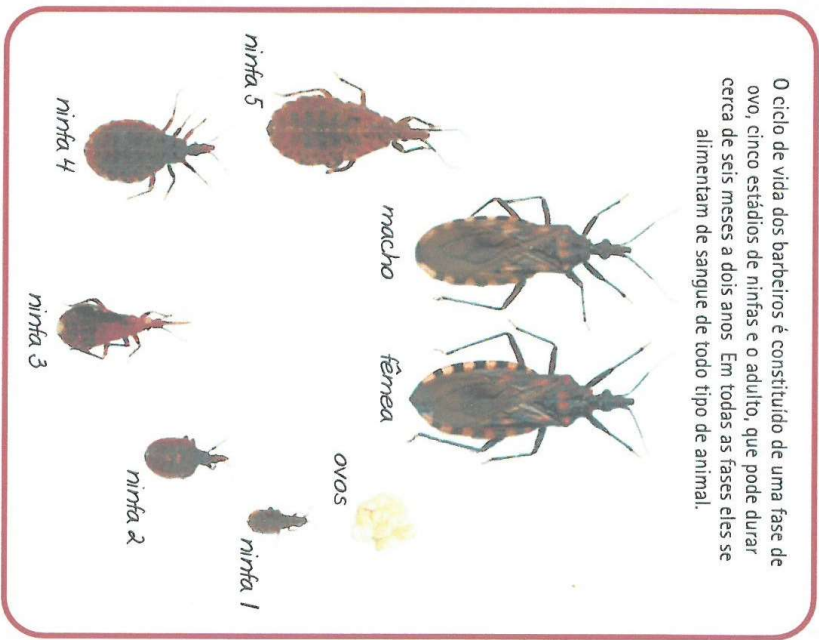 O ciclo de vida dos barbeiros é constituído de uma fase de
ovo, cinco estádios de ninfas e o adulto, que pode durar
cerca de seis meses a dois anos Em todas as fases eles se
alimentam de sangue de todo tipo de animal.
macho
fêmea
ovos
ninfa 5
ninfa 4
ninfa 3
ninfa 2
ninfa 1